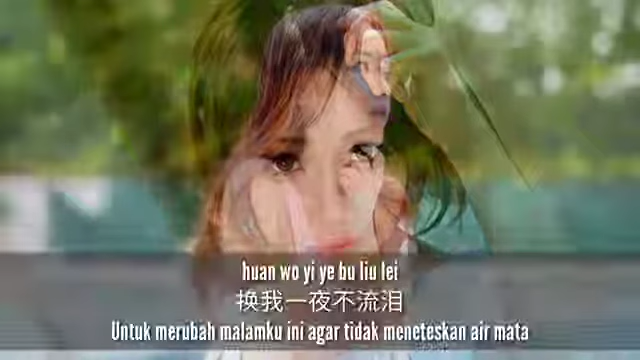 huan wo yi ye bu liu lei
换我一夜不流泪
Untuk merubah malamku ini agar tidak meneteskan air mata